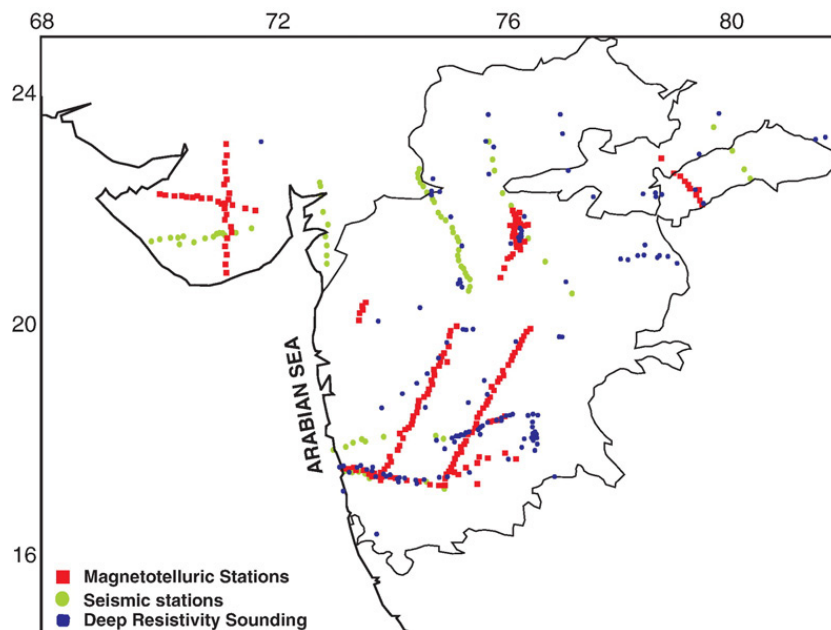 68 72 76 80
24
20
16
ARABIAN SEA
Magnetotelluric Stations
Seismic stations
Deep Resistivity Sounding